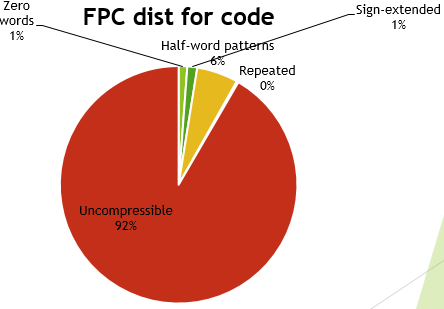 FPC dist for code
Zero
words
1%
Sign-extended
1%
Half-word patterns
6%
Repeated
0%
Uncompressible
92%